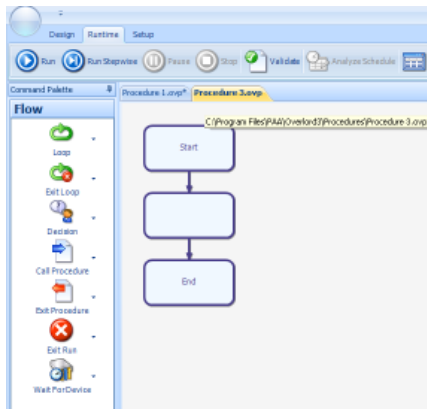 Design Runtime Setup
Run Run Stepwise Pause Stop Validate Analyze Schedule
Command Palette
Procedure 1.ovp* Procedure 3.ovp
Flow
C:\Program Files\PAA\Overlord3\Procedures\Procedure 3.ovp
Start
Loop
Exit Loop
Decision
Call Procedure
End
Exit Procedure
Exit Run
Wait For Device